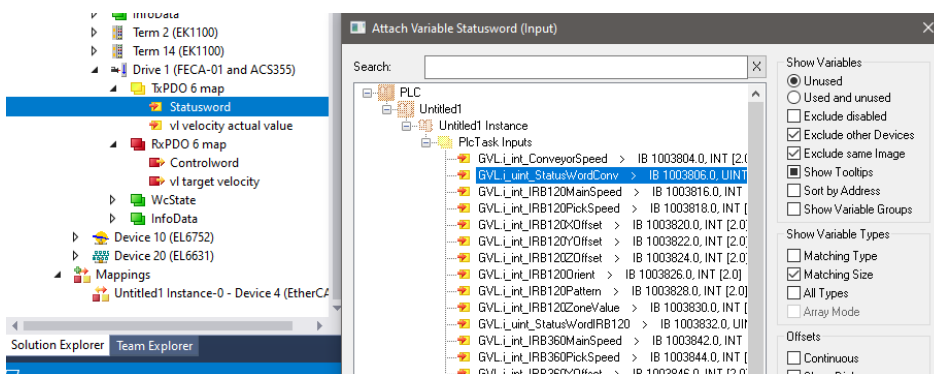 InfoData
Term 2 (EK1100)
Term 14 (EK1100)
Drive 1 (FECA-01 and ACS355)
TxPDO 6 map
Statusword
vl velocity actual value
RxPDO 6 map
Controlword
vl target velocity
WcState
InfoData
Device 10 (EL6752)
Device 20 (EL6631)
Mappings
Untitled1 Instance-0 - Device 4 (EtherCA
Solution Explorer Team Explorer
Attach Variable Statusword (Input)
Search:
PLC
Untitled1
Untitled1 Instance
PlcTask Inputs
GVL.i_int_ConveyorSpeed > IB 1003804.0, INT [2.0
GVL.i_uint_StatusWordConv > IB 1003806.0, UINT
GVL.i_int_IRB120MainSpeed > IB 1003816.0, INT
GVL.i_int_IRB120PickSpeed > IB 1003818.0, INT [
GVL.i_int_IRB120XOffset > IB 1003820.0, INT [2.0]
GVL.i_int_IRB120YOffset > IB 1003822.0, INT [2.0]
GVL.i_int_IRB120ZOffset > IB 1003824.0, INT [2.0]
GVL.i_int_IRB120Orient > IB 1003826.0, INT [2.0]
GVL.i_int_IRB120Pattern > IB 1003828.0, INT [2.0]
GVL.i_int_IRB120ZoneValue > IB 1003830.0, INT [
GVL.i_uint_StatusWordIRB120 > IB 1003832.0, UIN
GVL.i_int_IRB360MainSpeed > IB 1003842.0, INT
GVL.i_int_IRB360PickSpeed > IB 1003844.0, INT [
GVL.i_int_IRB360XOffset > IB 1003846.0, INT [2.0]
Show Variables
Unused
Used and unused
Exclude disabled
Exclude other Devices
Exclude same Image
Show Tooltips
Sort by Address
Show Variable Groups
Show Variable Types
Matching Type
Matching Size
All Types
Array Mode
Offsets
Continuous